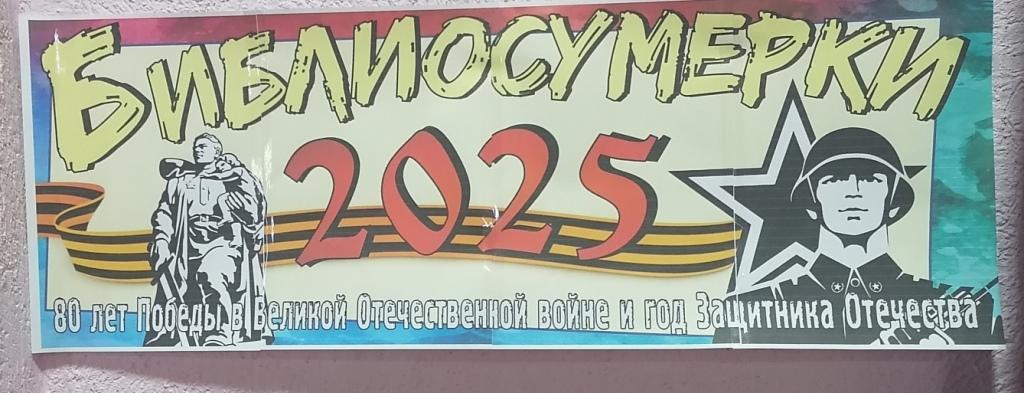 Библиосумерки
2025
80 лет Победы в Великой Отечественной войне и год Защитника Отечества